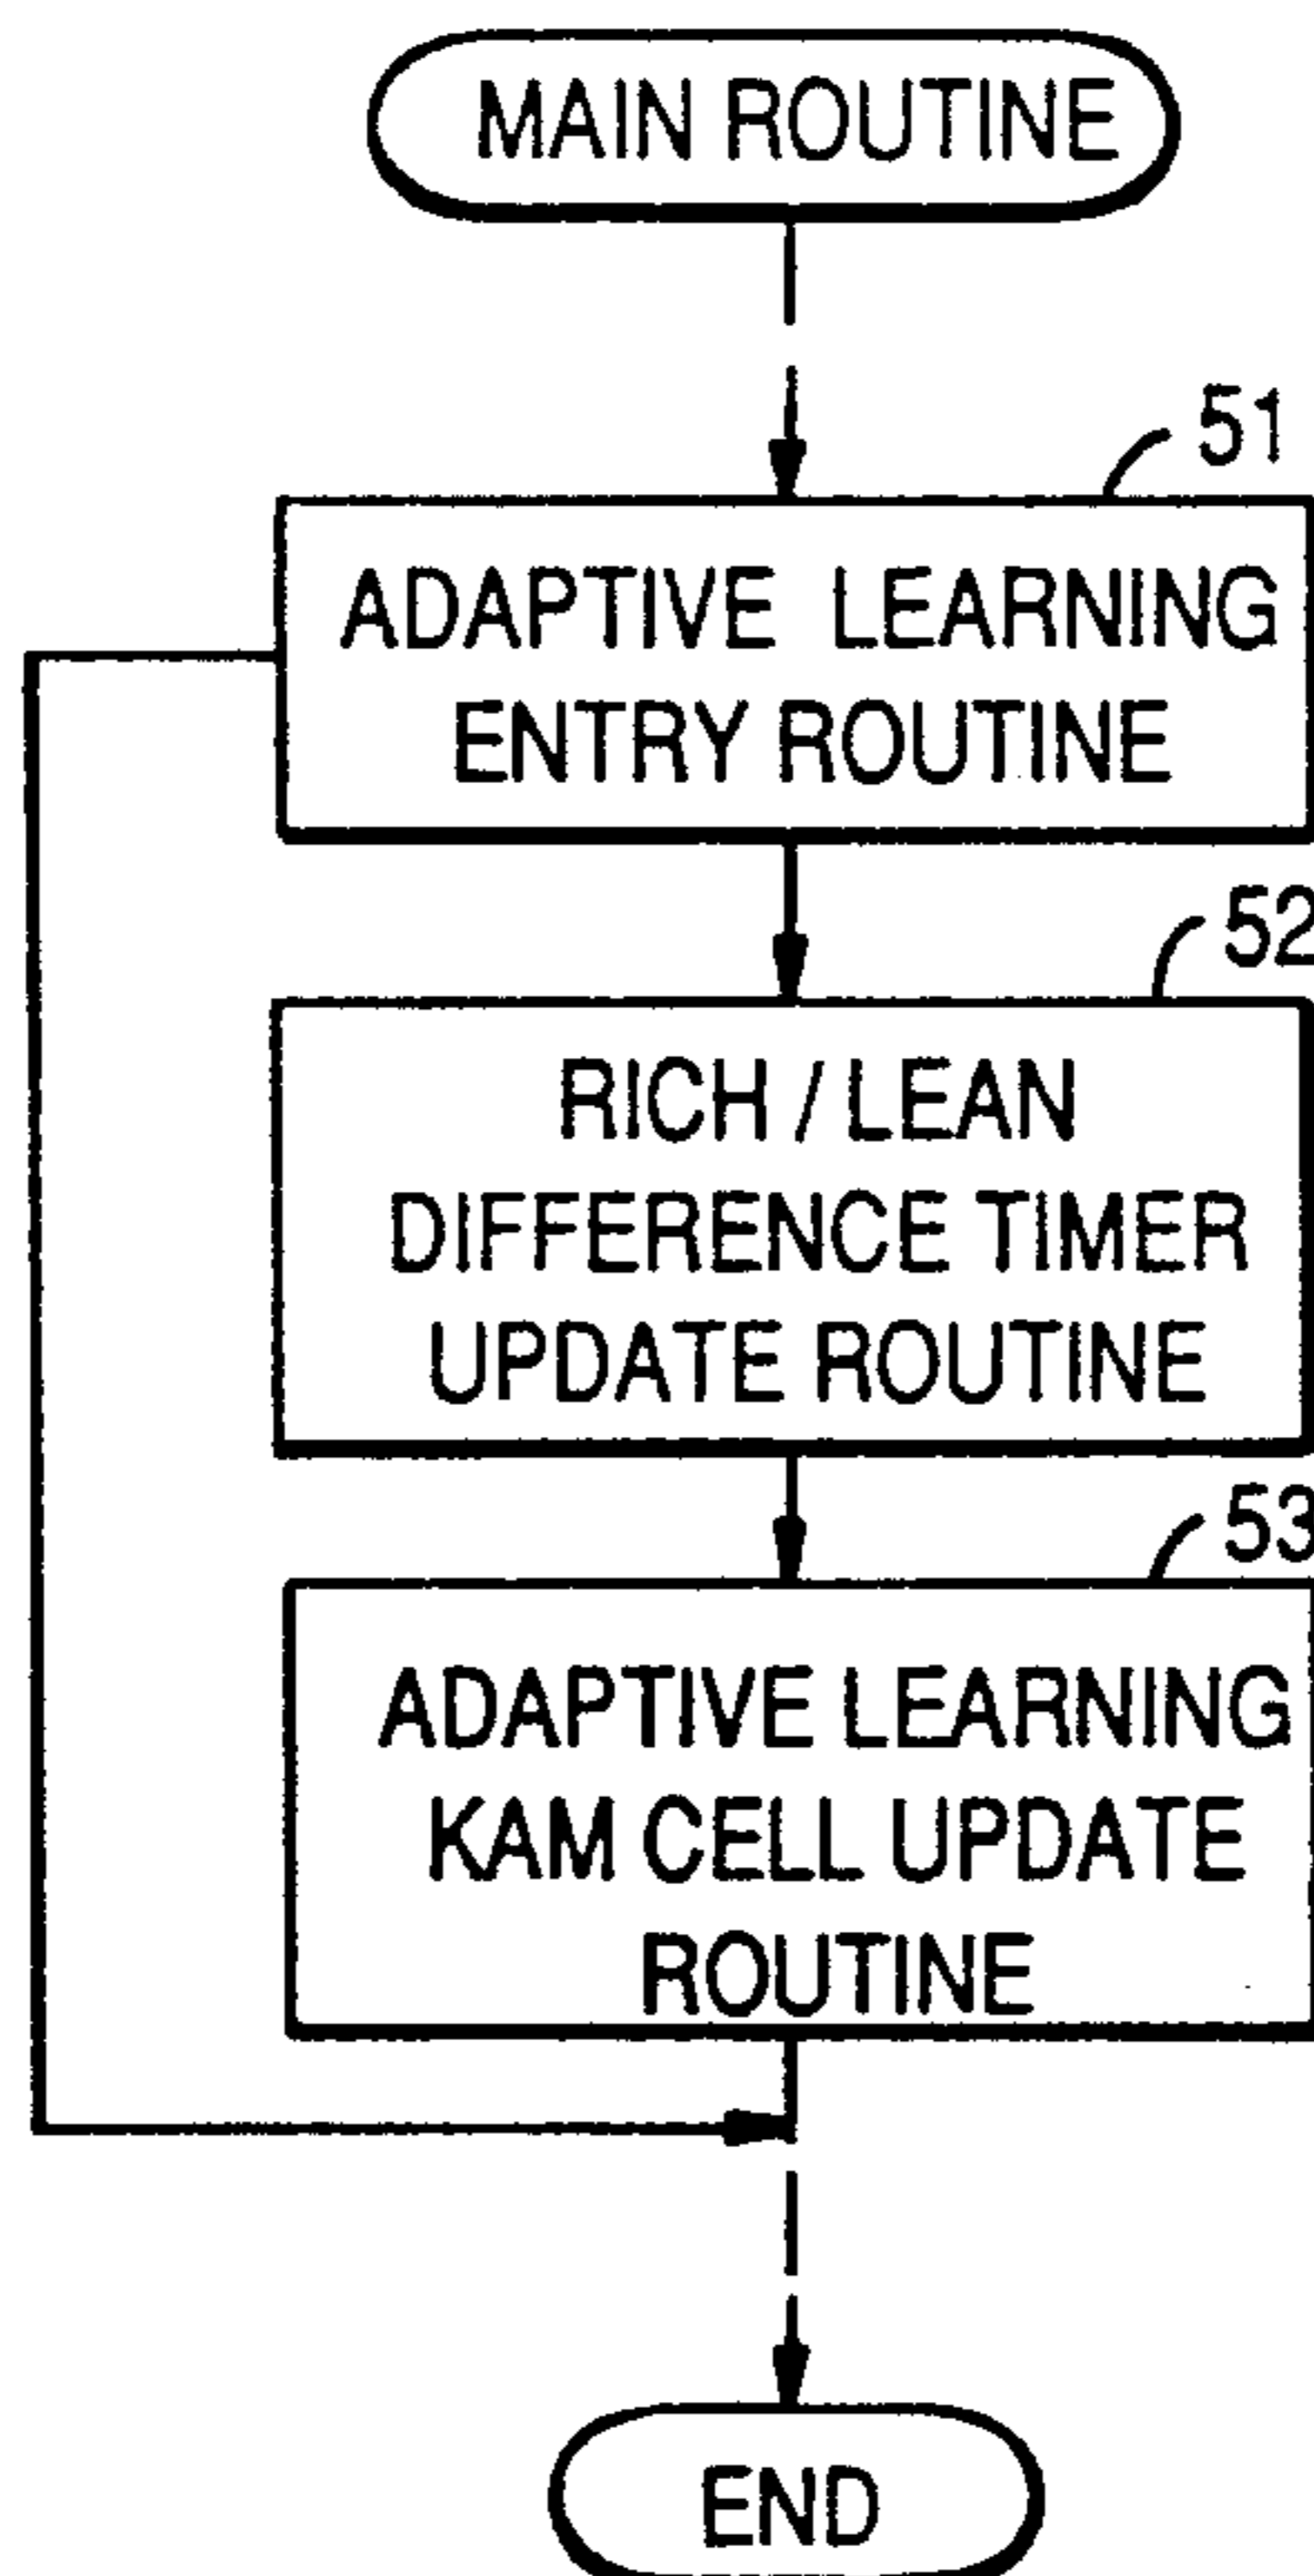 MAIN ROUTINE
51
ADAPTIVE LEARNING
ENTRY ROUTINE
52
RICH / LEAN
DIFFERENCE TIMER
UPDATE ROUTINE
53
ADAPTIVE LEARNING
KAM CELL UPDATE
ROUTINE
END